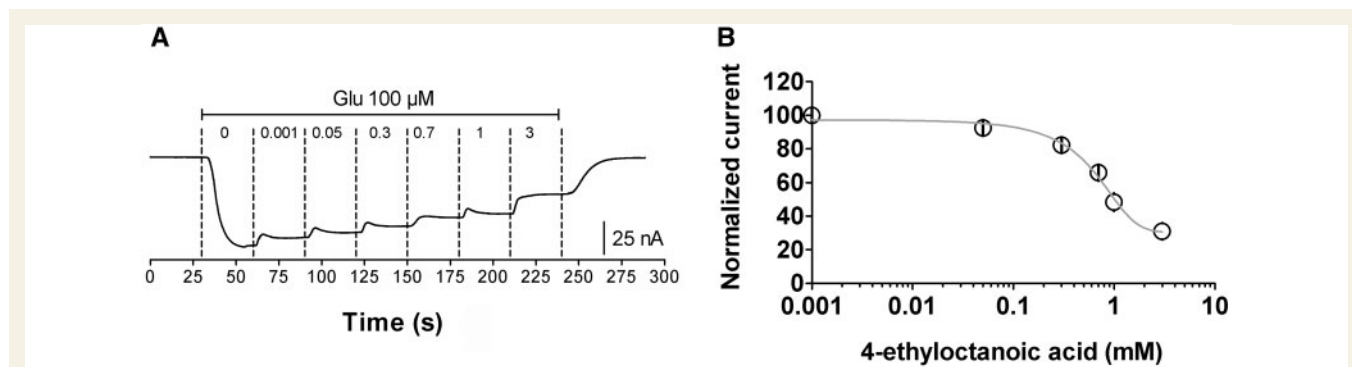 A
Glu 100 µM
0 0.001 0.05 0.3 0.7 1 3
25 nA
0 25 50 75 100 125 150 175 200 225 250 275 300
Time (s)
B
Normalized current
120
100
80
60
40
20
0
0.001 0.01 0.1 1 10
4-ethyloctanoic acid (mM)